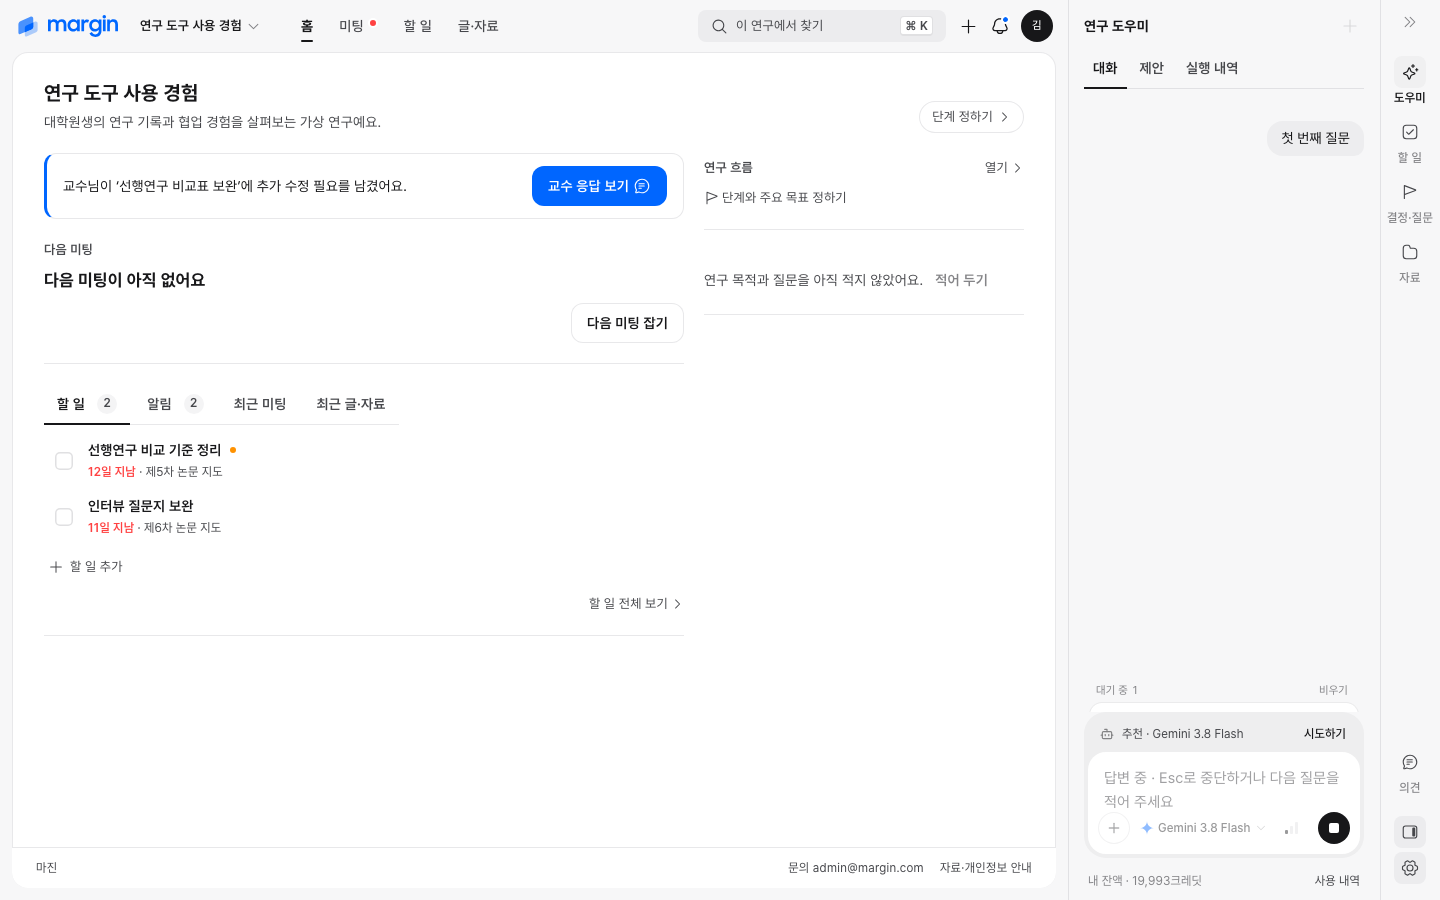 margin
연구 도구 사용 경험
홈
미팅
할 일
글·자료
이 연구에서 찾기
⌘ K
김
연구 도구 사용 경험
대학원생의 연구 기록과 협업 경험을 살펴보는 가상 연구예요.
단계 정하기
교수님이 ‘선행연구 비교표 보완’에 추가 수정 필요를 남겼어요.
교수 응답 보기
다음 미팅
다음 미팅이 아직 없어요
다음 미팅 잡기
할 일 2
알림 2
최근 미팅
최근 글·자료
선행연구 비교 기준 정리
12일 지남 · 제5차 논문 지도
인터뷰 질문지 보완
11일 지남 · 제6차 논문 지도
할 일 추가
할 일 전체 보기
연구 흐름
열기
단계와 주요 목표 정하기
연구 목적과 질문을 아직 적지 않았어요.
적어 두기
마진
문의 admin@margin.com
자료·개인정보 안내
연구 도우미
대화
제안
실행 내역
첫 번째 질문
대기 중 1
비우기
추천 · Gemini 3.8 Flash
시도하기
답변 중 · Esc로 중단하거나 다음 질문을
적어 주세요
Gemini 3.8 Flash
내 잔액 · 19,993크레딧
사용 내역
도우미
할 일
결정·질문
자료
의견